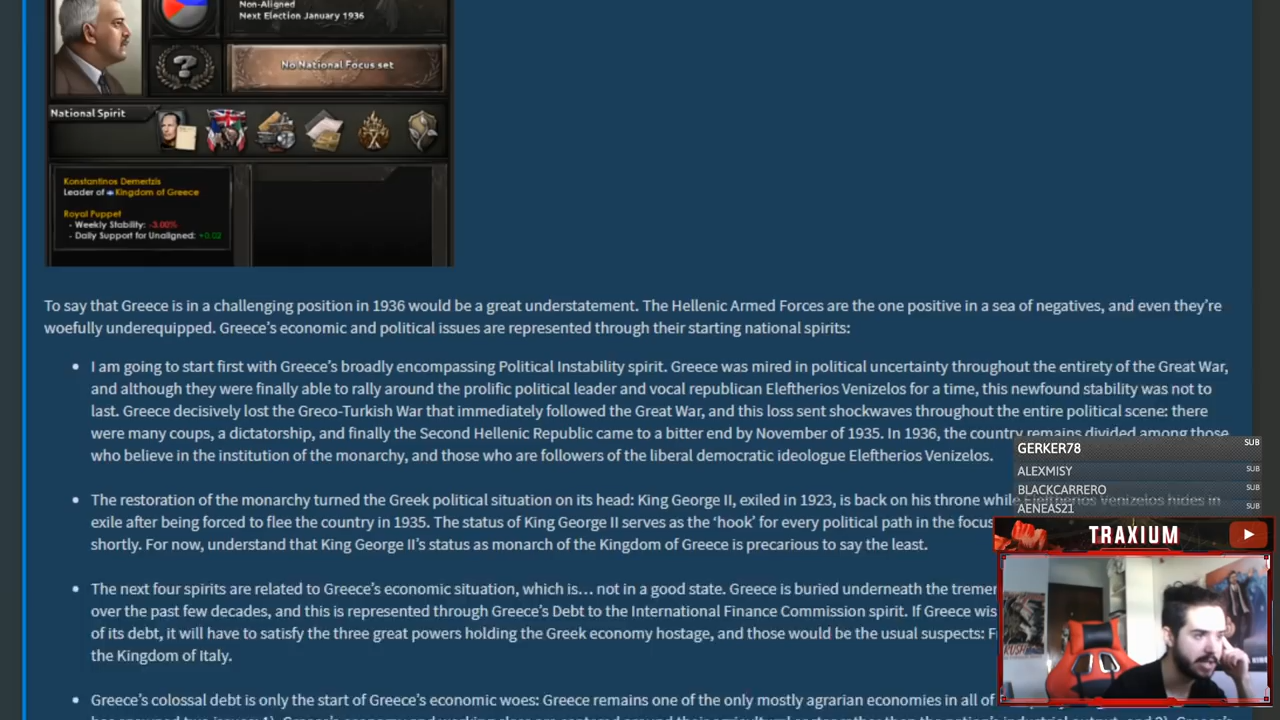 Non-Aligned
Next Election January 1936
No National Focus set
National Spirit
Konstantinos Demertzis
Leader of Kingdom of Greece
Royal Puppet
- Weekly Stability: -3.00%
- Daily Support for Unaligned: +0.02
To say that Greece is in a challenging position in 1936 would be a great understatement. The Hellenic Armed Forces are the one positive in a sea of negatives, and even they're
woefully underequipped. Greece's economic and political issues are represented through their starting national spirits:
• I am going to start first with Greece's broadly encompassing Political Instability spirit. Greece was mired in political uncertainty throughout the entirety of the Great War,
and although they were finally able to rally around the prolific political leader and vocal republican Eleftherios Venizelos for a time, this newfound stability was not to
last. Greece decisively lost the Greco-Turkish War that immediately followed the Great War, and this loss sent shockwaves throughout the entire political scene: there
were many coups, a dictatorship, and finally the Second Hellenic Republic came to a bitter end by November of 1935. In 1936, the country remains divided among those
who believe in the institution of the monarchy, and those who are followers of the liberal democratic ideologue Eleftherios Venizelos.
• The restoration of the monarchy turned the Greek political situation on its head: King George II, exiled in 1923, is back on his throne while Eleftherios Venizelos hides in
exile after being forced to flee the country in 1935. The status of King George II serves as the 'hook' for every political path in the focus
shortly. For now, understand that King George II's status as monarch of the Kingdom of Greece is precarious to say the least.
• The next four spirits are related to Greece's economic situation, which is… not in a good state. Greece is buried underneath the
over the past few decades, and this is represented through Greece's Debt to the International Finance Commission spirit. If Greece
of its debt, it will have to satisfy the three great powers holding the Greek economy hostage, and those would be the usual suspects:
the Kingdom of Italy.
• Greece's colossal debt is only the start of Greece's economic woes: Greece remains one of the only mostly agrarian economies in all of
GERKER78 SUB
ALEXMISY SUB
BLACKCARRERO SUB
AENEAS21 SUB
TRAXIUM